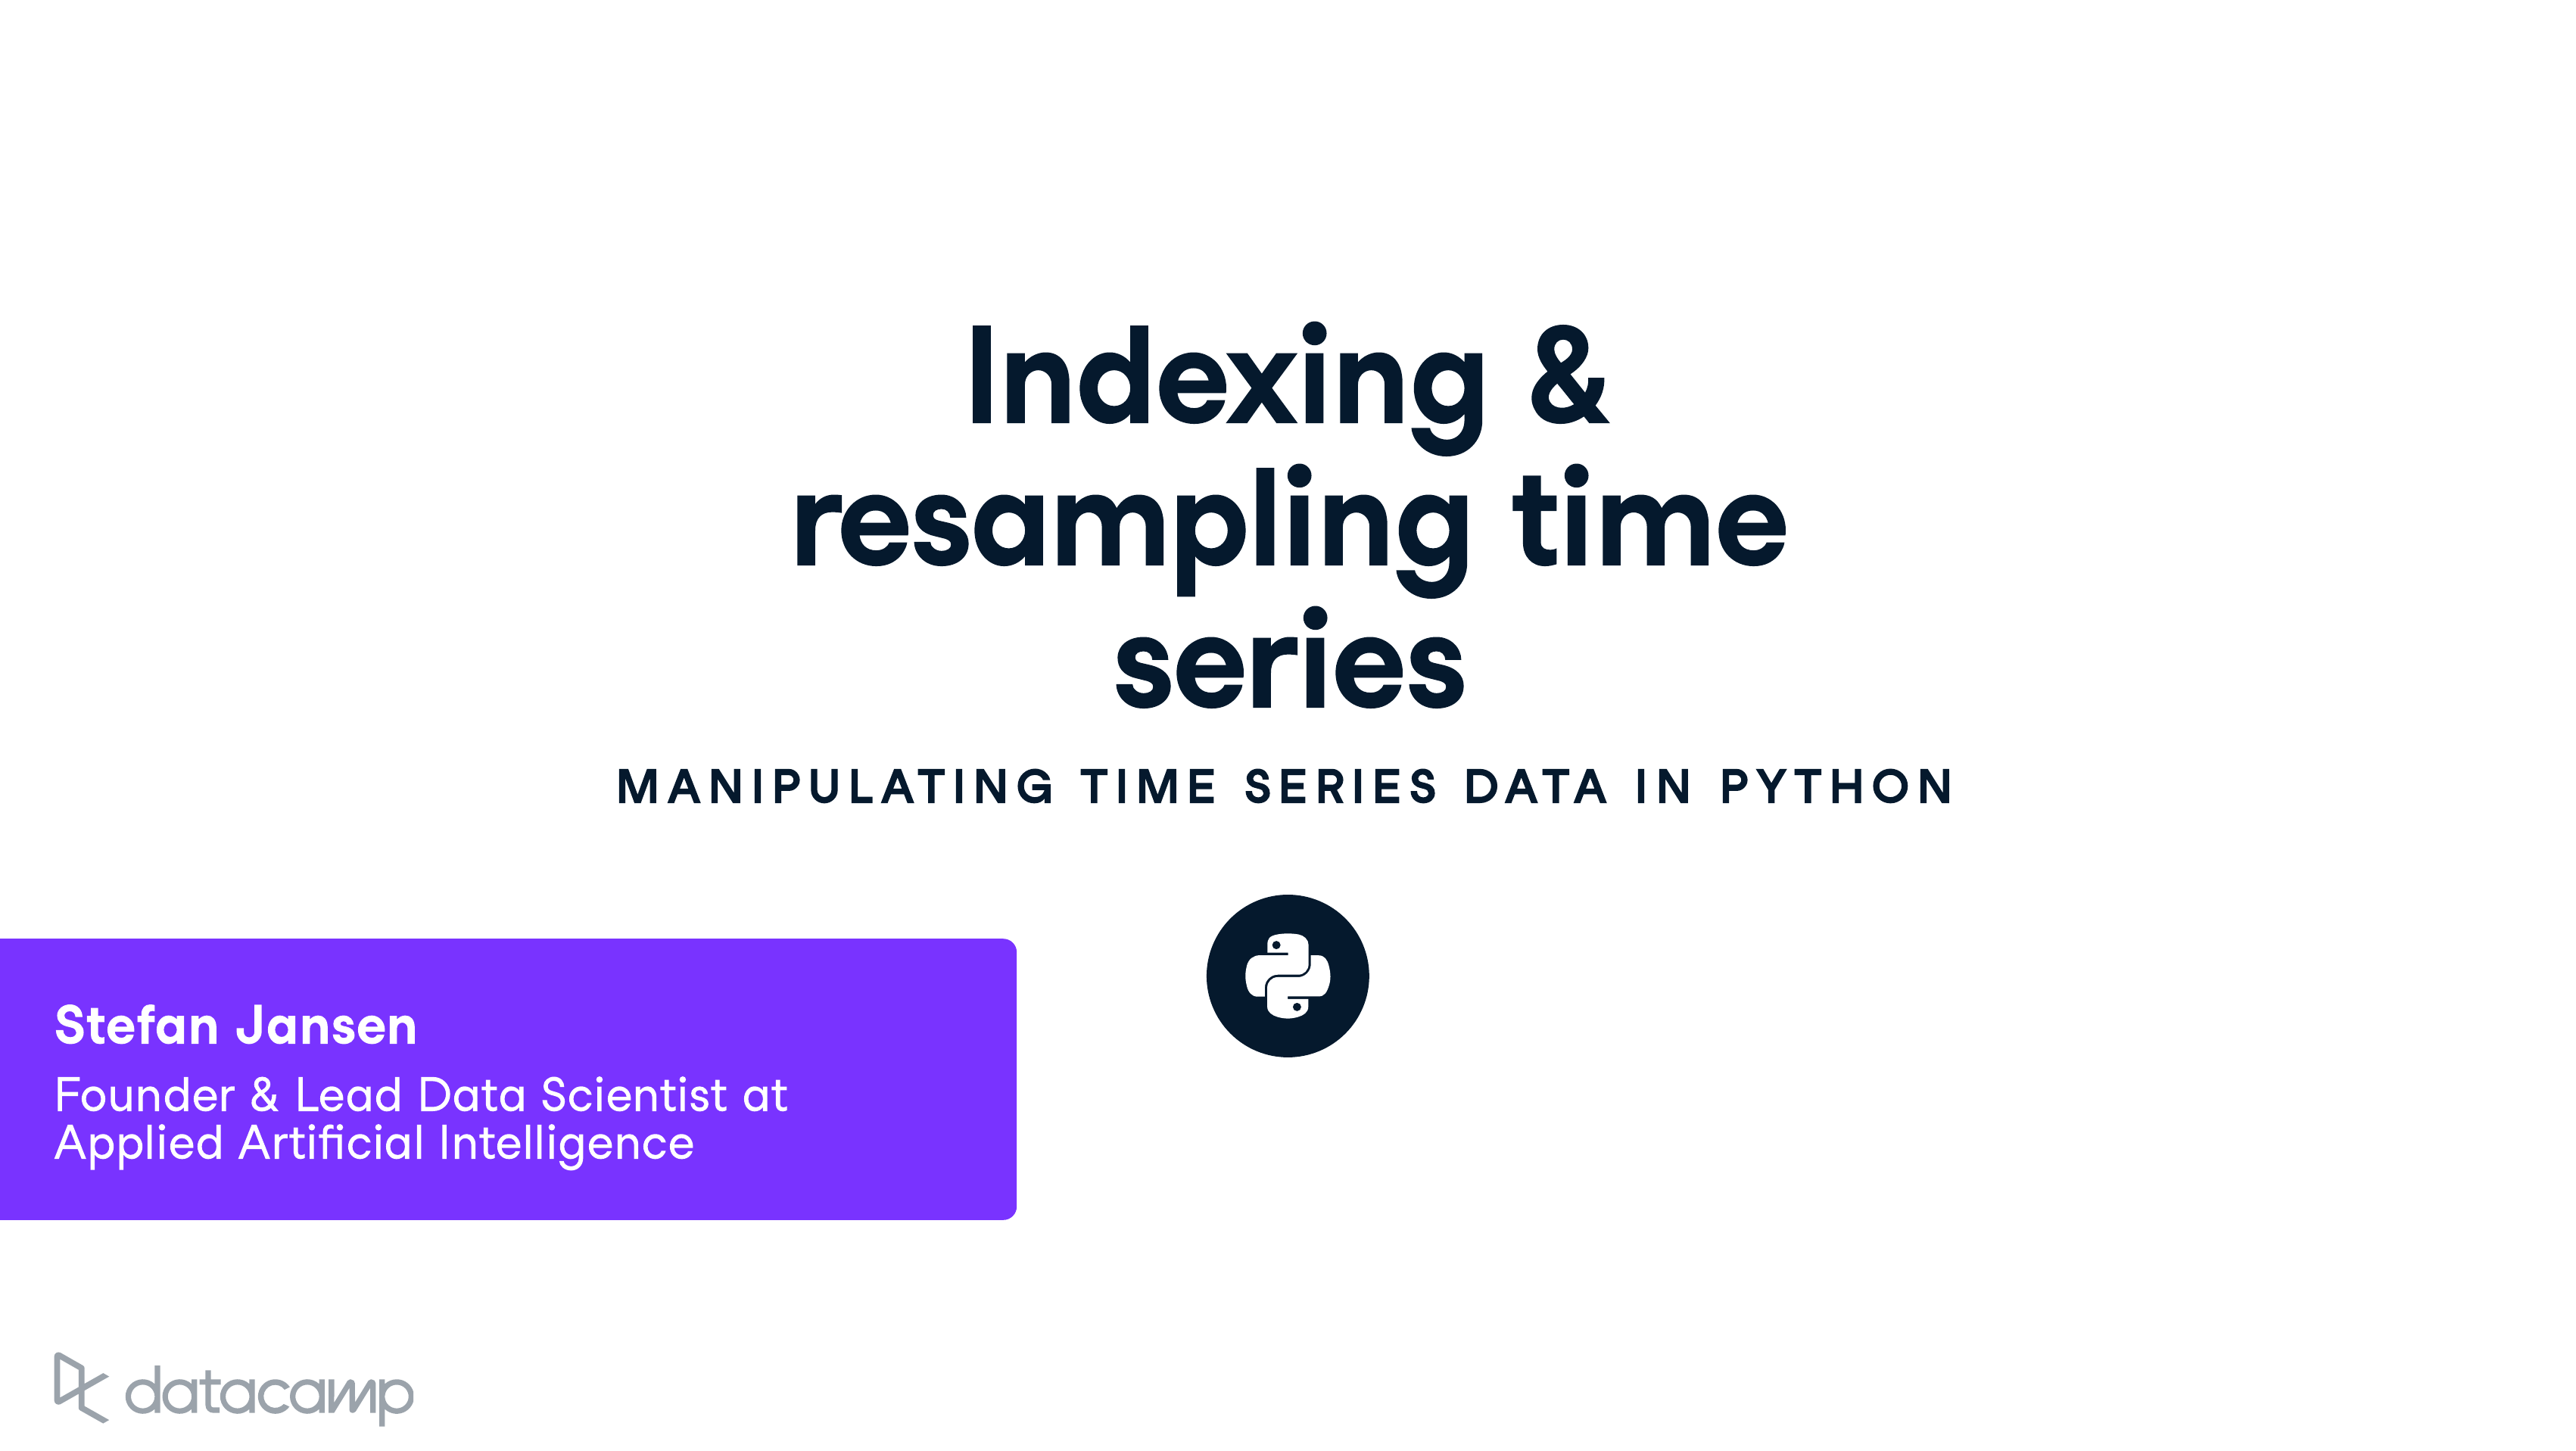 Indexing &
resampling time
series
MANIPULATING TIME SERIES DATA IN PYTHON
Stefan Jansen
Founder & Lead Data Scientist at
Applied Artificial Intelligence
datacamp